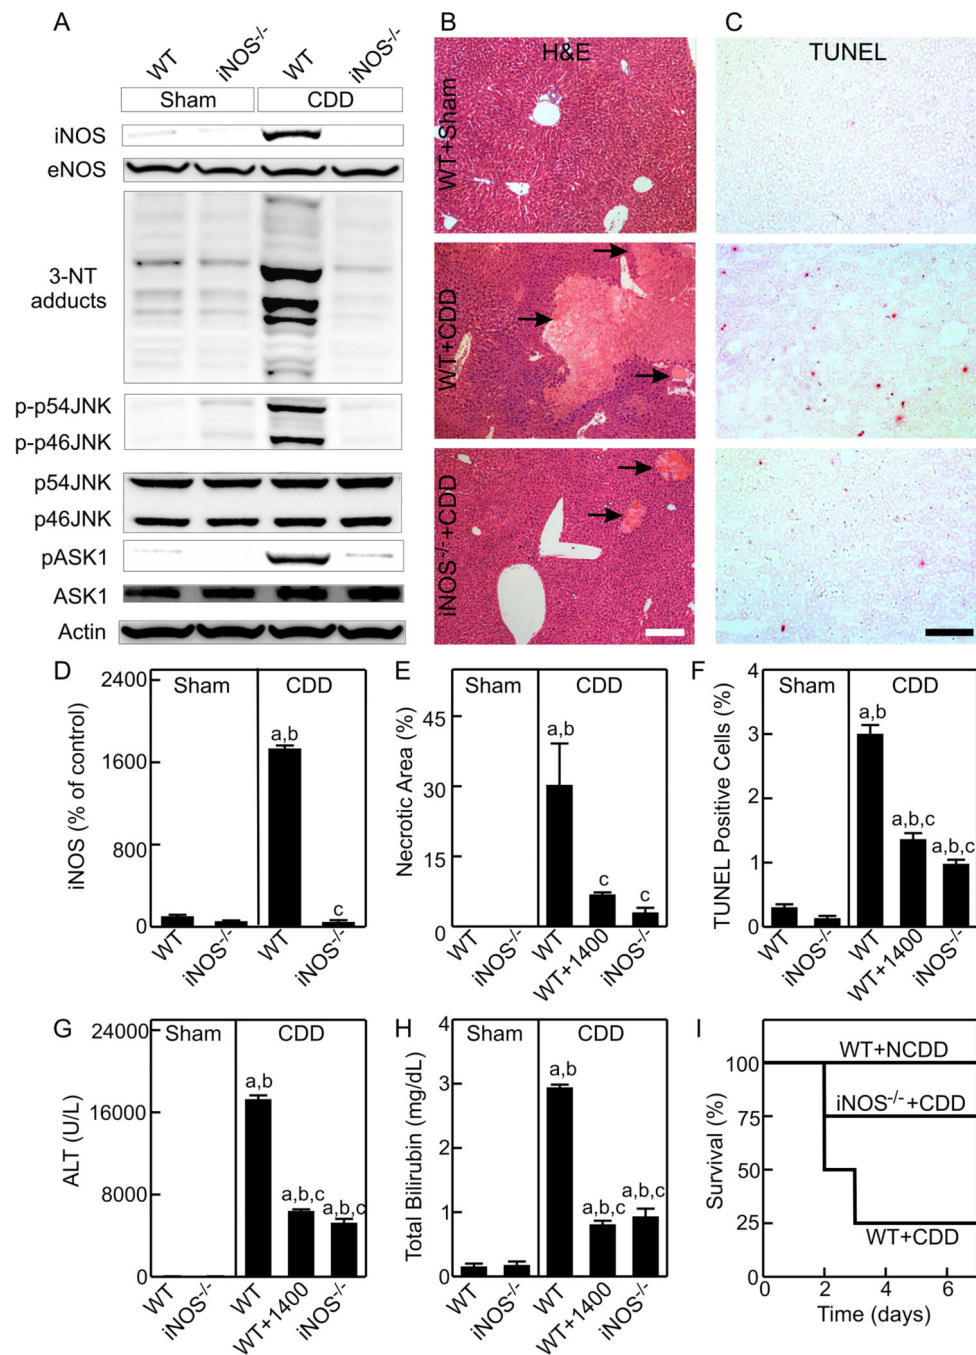 A
WT
iNOS-/-
WT
iNOS-/-
Sham
CDD
iNOS
eNOS
3-NT
adducts
p-p54JNK
p-p46JNK
p54JNK
p46JNK
pASK1
ASK1
Actin
B
H&E
WT+Sham
WT+CDD
iNOS-/-+CDD
C
TUNEL
D
Sham
CDD
iNOS (% of control)
2400
1600
800
0
a,b
c
WT
iNOS-/-
WT
iNOS-/-
E
Sham
CDD
Necrotic Area (%)
45
30
15
0
a,b
c
c
WT
iNOS-/-
WT
WT+1400
iNOS-/-
F
Sham
CDD
TUNEL Positive Cells (%)
4
3
2
1
0
a,b
a,b,c
a,b,c
WT
iNOS-/-
WT
WT+1400
iNOS-/-
G
Sham
CDD
ALT (U/L)
24000
16000
8000
0
a,b
a,b,c
a,b,c
WT
iNOS-/-
WT
WT+1400
iNOS-/-
H
Sham
CDD
Total Bilirubin (mg/dL)
4
3
2
1
0
a,b
a,b,c
a,b,c
WT
iNOS-/-
WT
WT+1400
iNOS-/-
I
WT+NCDD
iNOS-/-+CDD
WT+CDD
Survival (%)
100
75
50
25
0
2
4
6
Time (days)